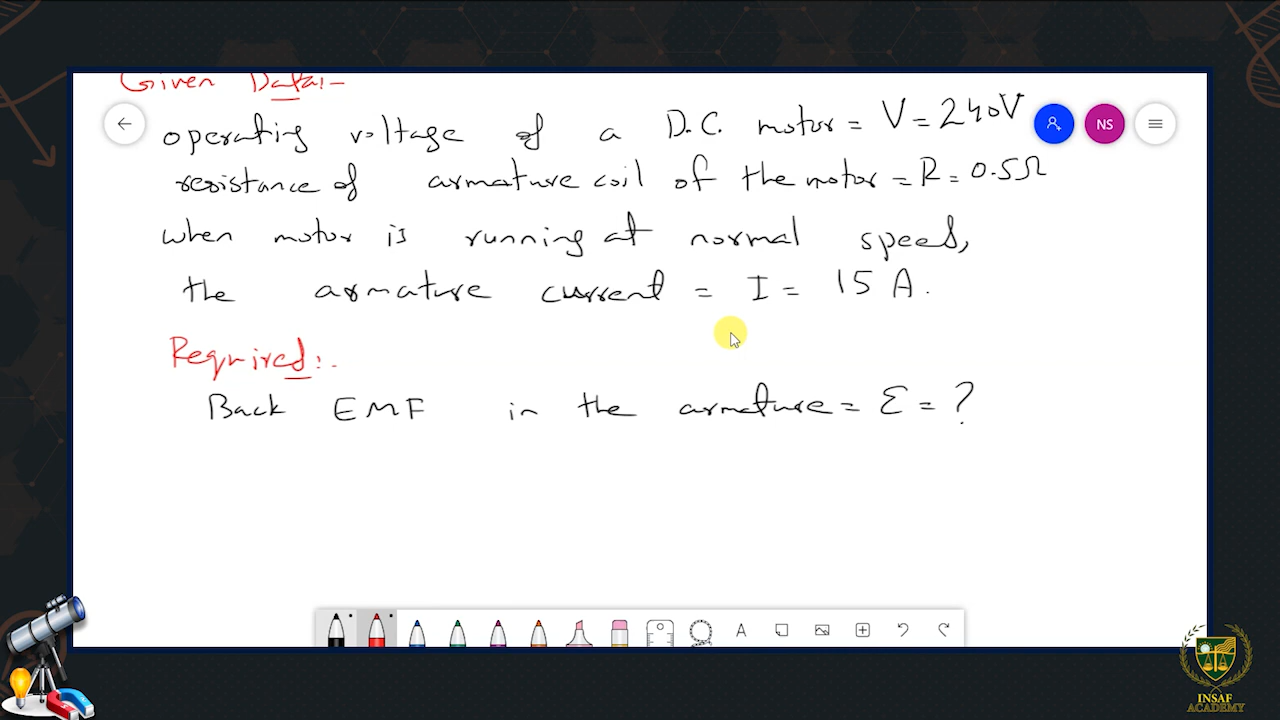 Given Data:-
operating voltage of a D.C. motor = V = 240V
resistance of armature coil of the motor = R = 0.5Ω
when motor is running at normal speed,
the armature current = I = 15 A.
Required:-
Back EMF in the armature = Ɛ = ?
NS
A
INSAF
ACADEMY